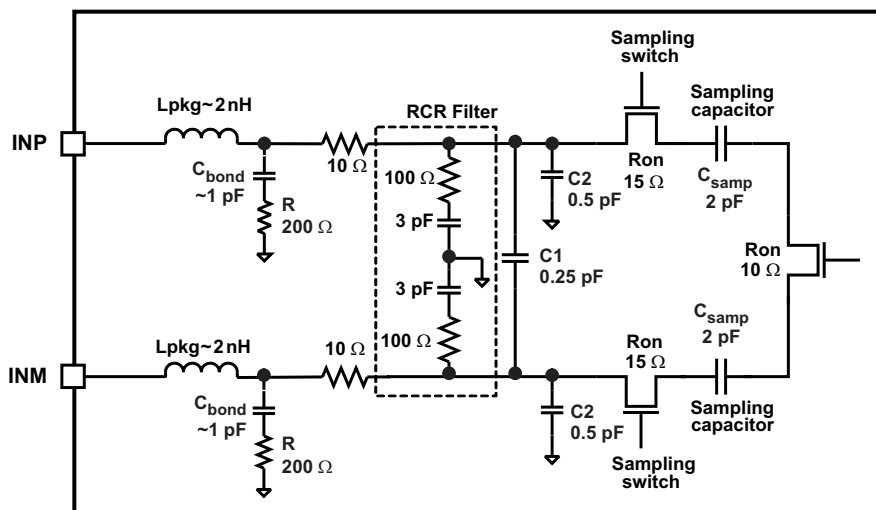 Sampling
switch
Sampling
capacitor
Lpkg~2 nH
RCR Filter
INP
10 Ω
Cbond
~1 pF
R
200 Ω
100 Ω
3 pF
C2
0.5 pF
Ron
15 Ω
Csamp
2 pF
C1
0.25 pF
Ron
10 Ω
3 pF
100 Ω
Lpkg~2 nH
10 Ω
Ron
15 Ω
Csamp
2 pF
INM
Cbond
~1 pF
R
200 Ω
C2
0.5 pF
Sampling
capacitor
Sampling
switch